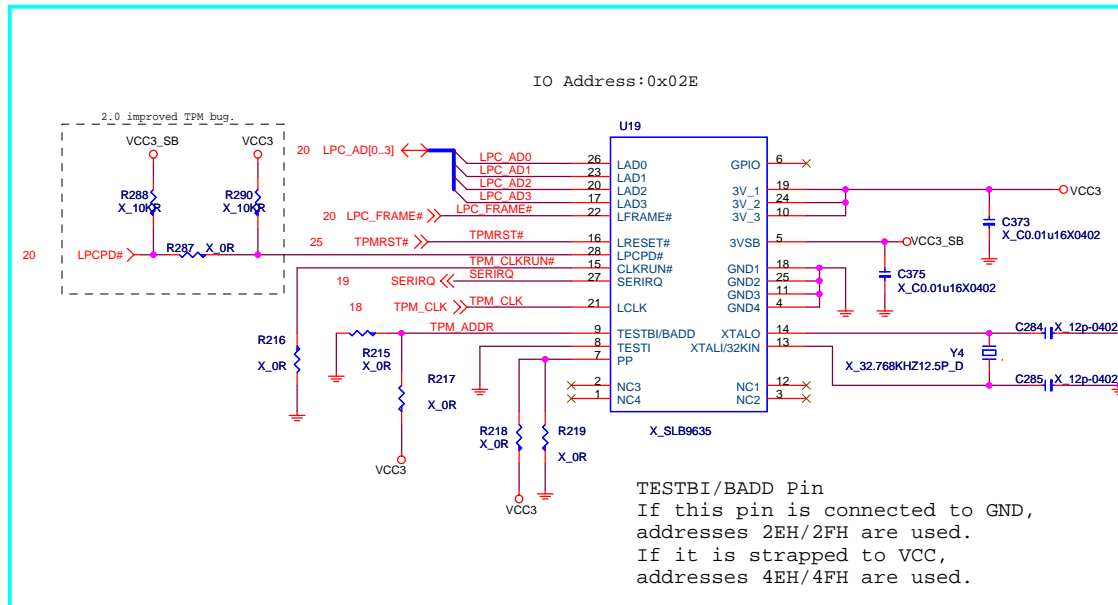 IO Address:0x02E
2.0 improved TPM bug.
VCC3_SB
VCC3
R288
X_10KR
R290
X_10KR
R287
X_0R
20
LPCPD#
20
LPC_AD[0..3]
LPC_AD0
LPC_AD1
LPC_AD2
LPC_AD3
20
LPC_FRAME#
LPC_FRAME#
25
TPMRST#
TPMRST#
TPM_CLKRUN#
19
SERIRQ
SERIRQ
18
TPM_CLK
TPM_CLK
TPM_ADDR
R216
X_0R
R215
X_0R
R217
X_0R
VCC3
R218
X_0R
R219
X_0R
VCC3
U19
26 LAD0
23 LAD1
20 LAD2
17 LAD3
22 LFRAME#
16 LRESET#
28 LPCPD#
15 CLKRUN#
27 SERIRQ
21 LCLK
9 TESTBI/BADD
8 TESTI
7 PP
2 NC3
1 NC4
GPIO 6
3V_1 19
3V_2 24
3V_3 10
3VSB 5
GND1 18
GND2 25
GND3 11
GND4 4
XTALO 14
XTALI/32KIN 13
NC1 12
NC2 3
X_SLB9635
VCC3
C373
X_C0.01u16X0402
VCC3_SB
C375
X_C0.01u16X0402
C284
X_12p-0402
Y4
X_32.768KHZ12.5P_D
C285
X_12p-0402
TESTBI/BADD Pin
If this pin is connected to GND,
addresses 2EH/2FH are used.
If it is strapped to VCC,
addresses 4EH/4FH are used.